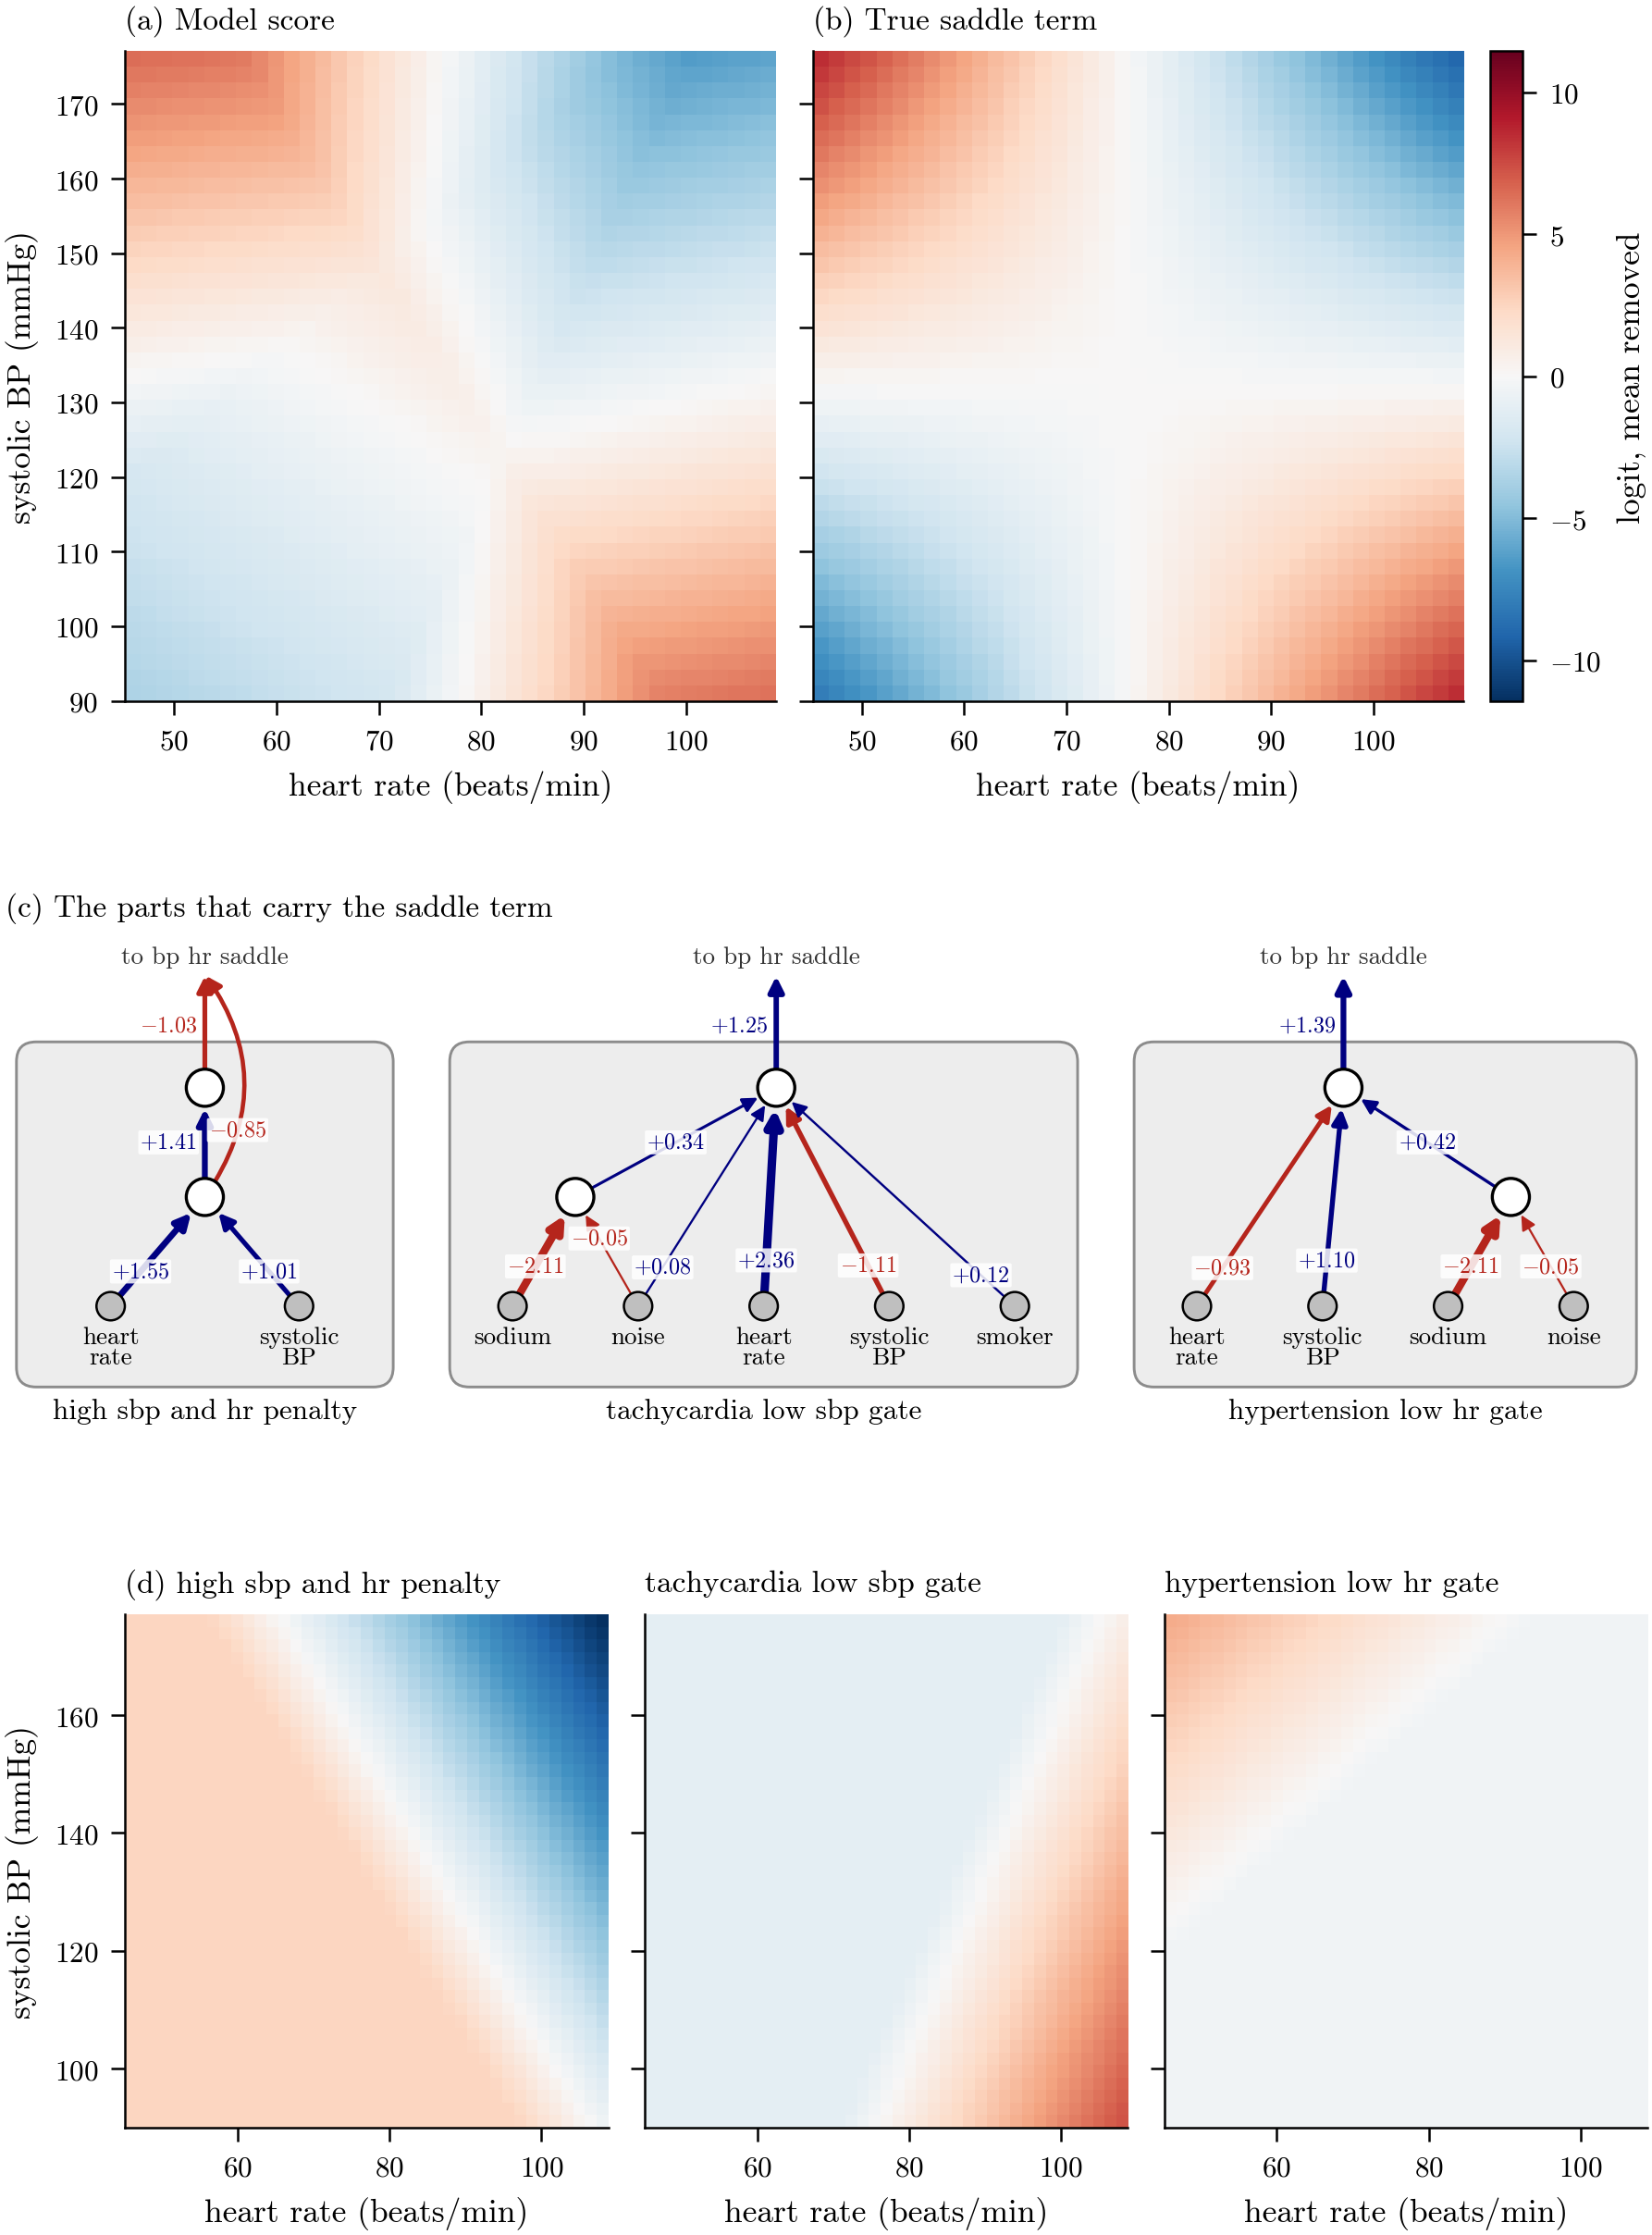 (a) Model score
(b) True saddle term
systolic BP (mmHg)
170
160
150
140
130
120
110
100
90
50 60 70 80 90 100
heart rate (beats/min)
50 60 70 80 90 100
heart rate (beats/min)
10
5
0
−5
−10
logit, mean removed
(c) The parts that carry the saddle term
to bp hr saddle
−1.03
+1.41
−0.85
+1.55
+1.01
heart
rate
systolic
BP
high sbp and hr penalty
to bp hr saddle
+1.25
+0.34
−0.05
−2.11
+0.08
+2.36
−1.11
+0.12
sodium
noise
heart
rate
systolic
BP
smoker
tachycardia low sbp gate
to bp hr saddle
+1.39
+0.42
−0.93
+1.10
−2.11
−0.05
heart
rate
systolic
BP
sodium
noise
hypertension low hr gate
(d) high sbp and hr penalty
tachycardia low sbp gate
hypertension low hr gate
systolic BP (mmHg)
160
140
120
100
60 80 100
heart rate (beats/min)
60 80 100
heart rate (beats/min)
60 80 100
heart rate (beats/min)